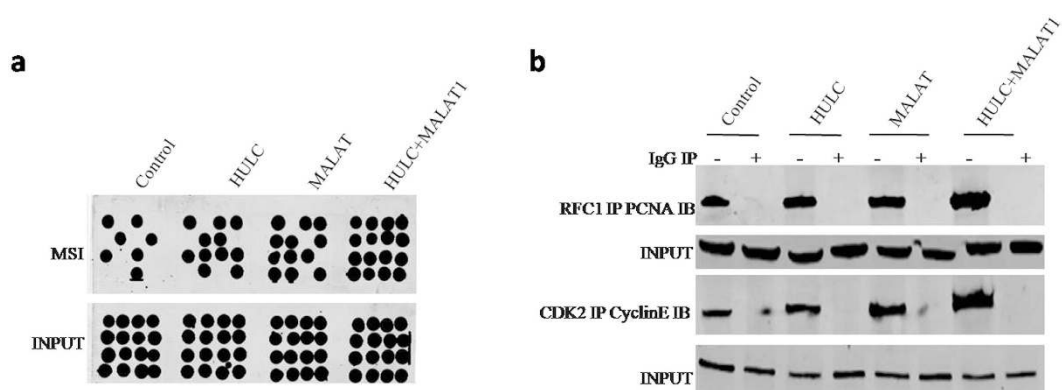 a
Control
HULC
MALAT
HULC+MALAT1
MSI
INPUT
b
Control
HULC
MALAT
HULC+MALAT1
IgG IP - + - + - + - +
RFC1 IP PCNA IB
INPUT
CDK2 IP CyclinE IB
INPUT